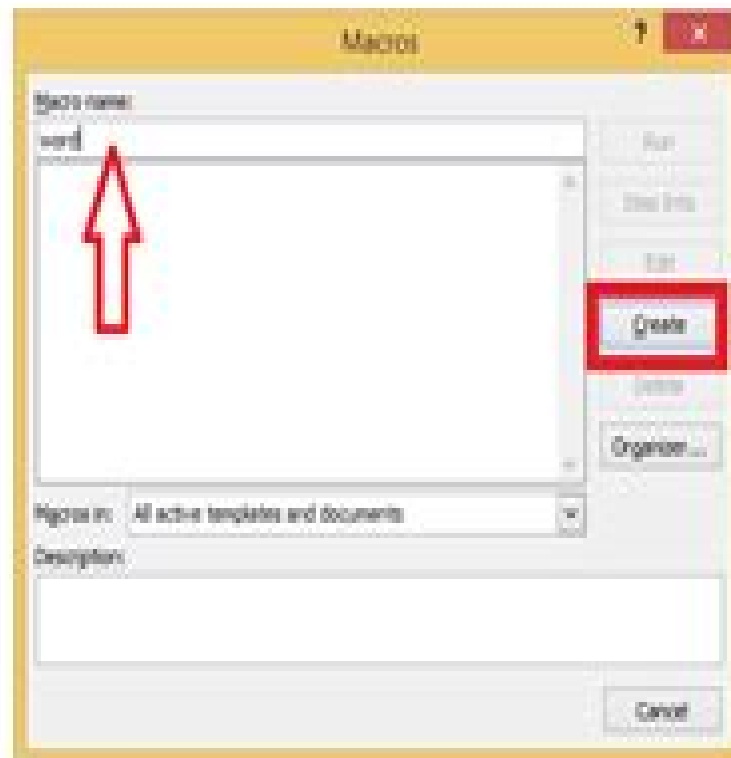 Macros
?
x
Macro name:
word
Run
Step Into
Edit
Create
Delete
Organizer ...
Macros in: All active templates and documents
Description:
Cancel